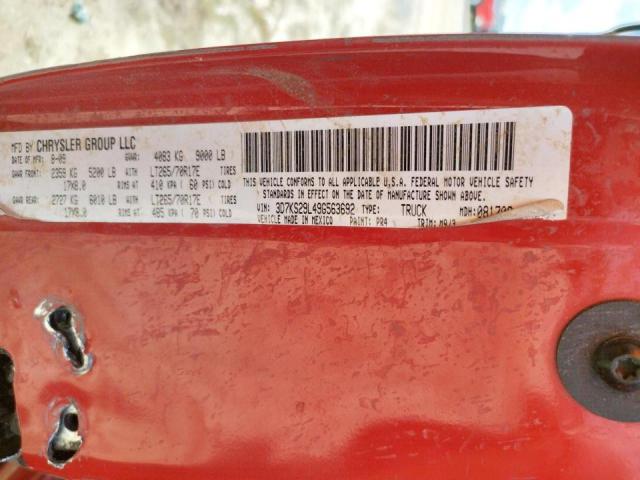 MFD BY CHRYSLER GROUP LLC
DATE OF MFR: 8-09 GVWR: 4083 KG 9000 LB
GAWR FRONT: 2359 KG 5200 LB WITH LT265/70R17E TIRES
17X8.0 RIMS AT 410 KPA ( 60 PSI) COLD
GAWR REAR: 2727 KG 6010 LB WITH LT265/70R17E TIRES
17X8.0 RIMS AT 485 KPA ( 70 PSI) COLD
THIS VEHICLE CONFORMS TO ALL APPLICABLE U.S.A. FEDERAL MOTOR VEHICLE SAFETY
STANDARDS IN EFFECT ON THE DATE OF MANUFACTURE SHOWN ABOVE.
VIN: 3D7KS29L49G563692 TYPE: TRUCK MDH:
VEHICLE MADE IN MEXICO PAINT: PR4 TRIM: